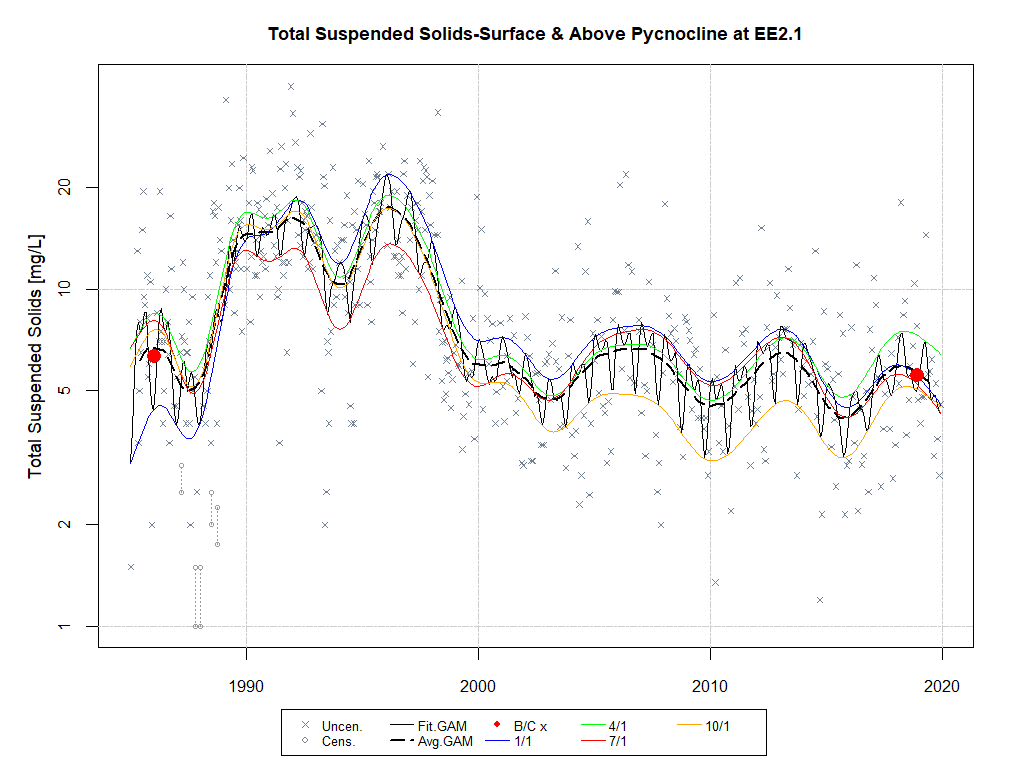 Total Suspended Solids-Surface & Above Pycnocline at EE2.1
Total Suspended Solids [mg/L]
20
10
5
2
1
1990 2000 2010 2020
Uncen. Fit.GAM B/C x 4/1 10/1
Cens. Avg.GAM 1/1 7/1